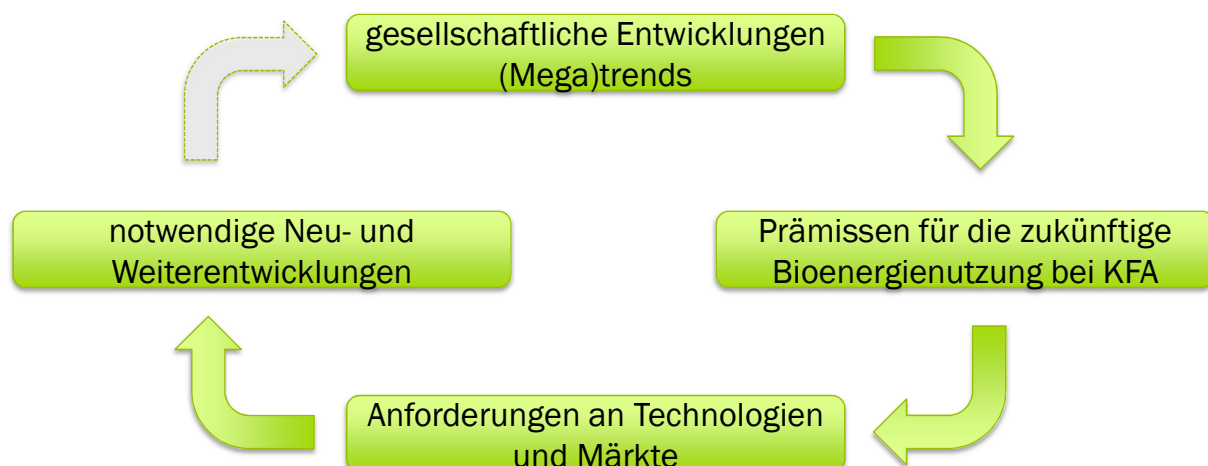 gesellschaftliche Entwicklungen
(Mega)trends
notwendige Neu- und
Weiterentwicklungen
Prämissen für die zukünftige
Bioenergienutzung bei KFA
Anforderungen an Technologien
und Märkte